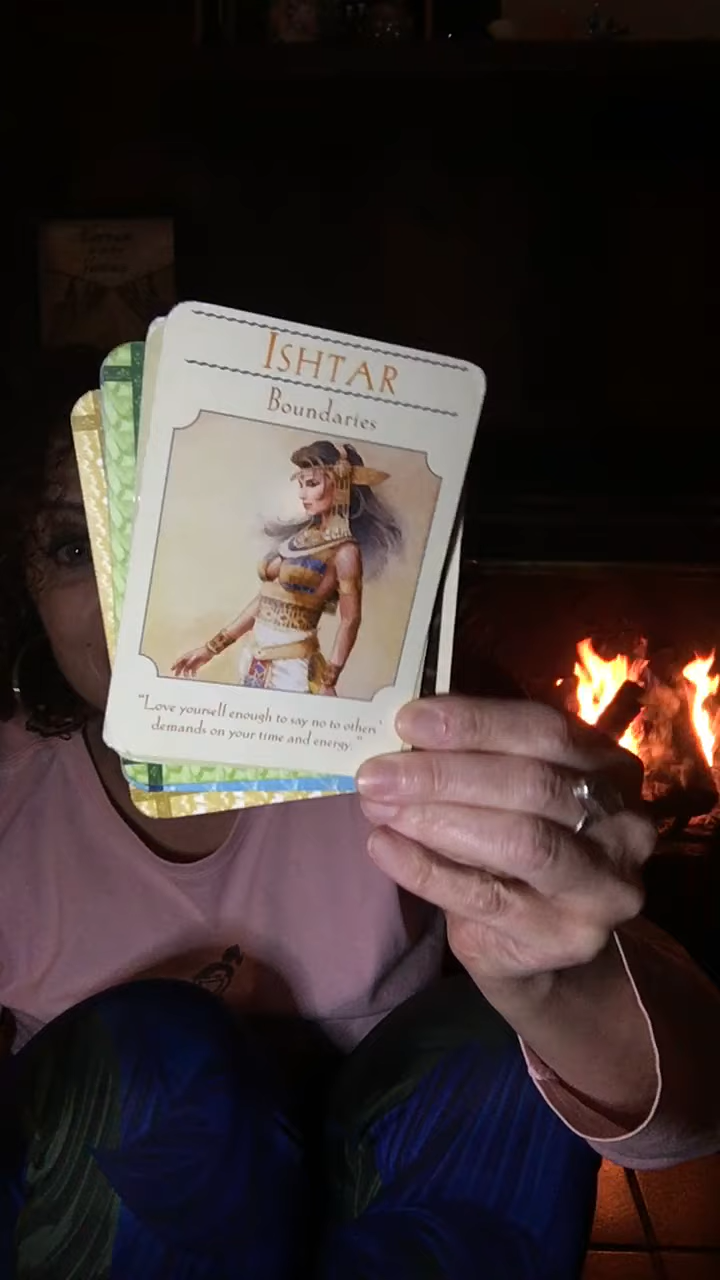 ISHTAR
Boundaries
"Love yourself enough to say no to others'
demands on your time and energy."